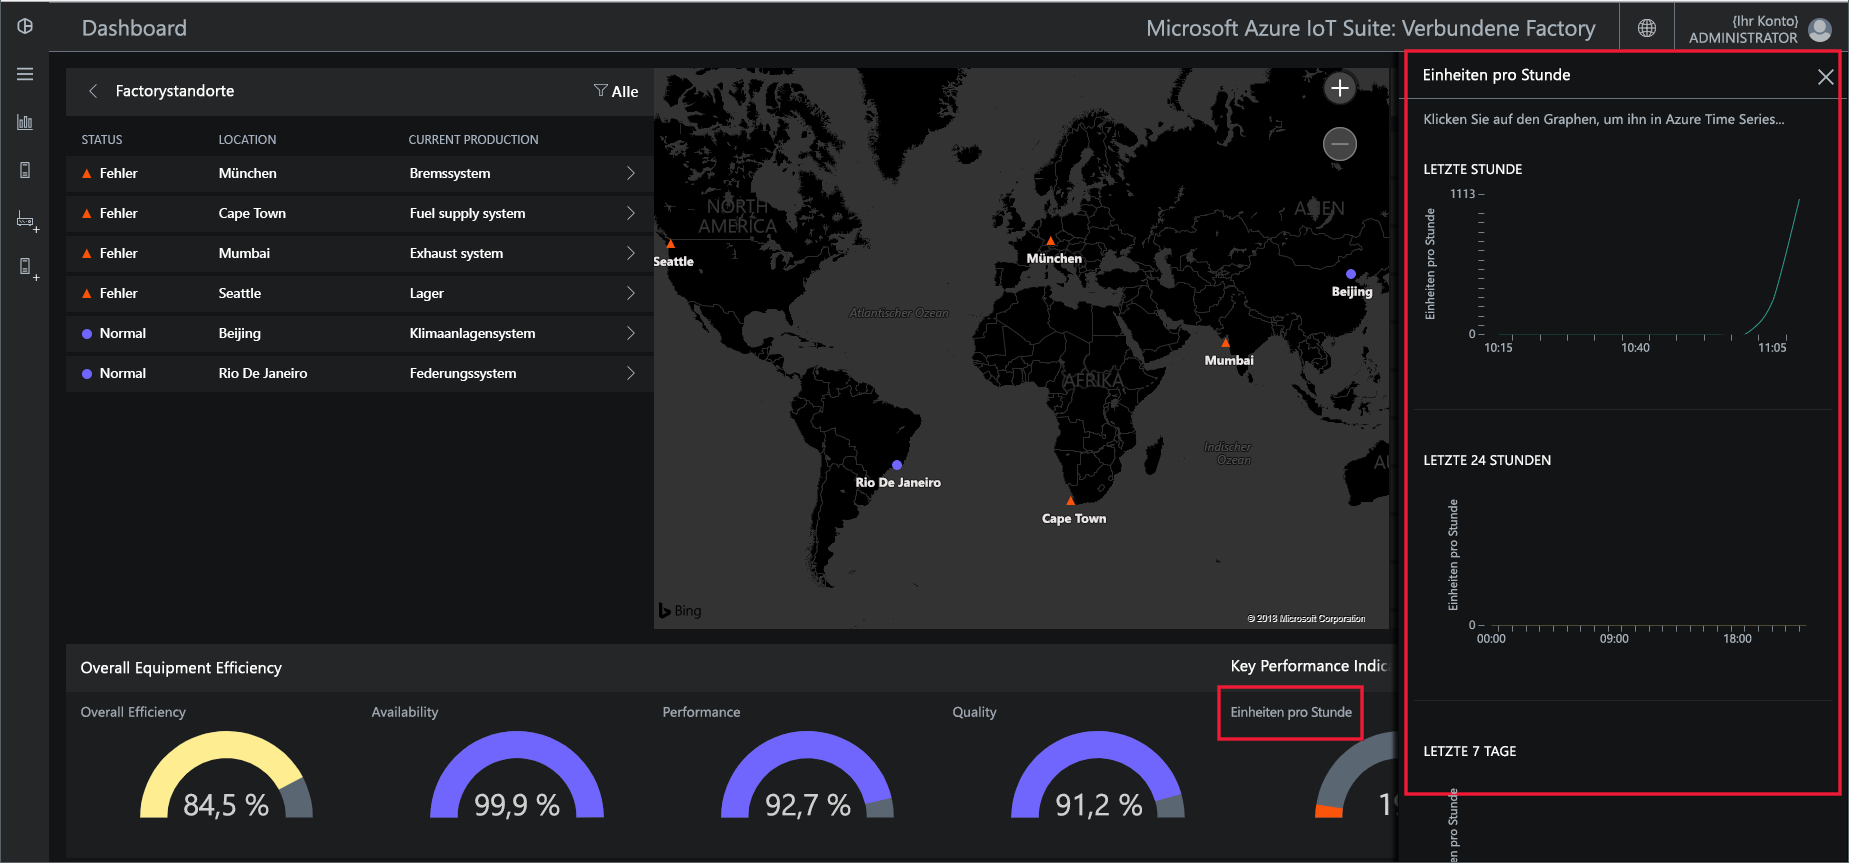 Dashboard
Microsoft Azure IoT Suite: Verbundene Factory
{Ihr Konto}
ADMINISTRATOR
Factorystandorte
Alle
STATUS LOCATION CURRENT PRODUCTION
Fehler München Bremssystem
Fehler Cape Town Fuel supply system
Fehler Mumbai Exhaust system
Fehler Seattle Lager
Normal Beijing Klimaanlagensystem
Normal Rio De Janeiro Federungssystem
NORTH
AMERICA
ASIEN
Seattle
München
Beijing
Atlantischer Ozean
Mumbai
AFRIKA
Indischer
Ozean
AU
Rio De Janeiro
Cape Town
Bing
© 2018 Microsoft Corporation
Overall Equipment Efficiency
Key Performance Indic
Overall Efficiency
84,5 %
Availability
99,9 %
Performance
92,7 %
Quality
91,2 %
Einheiten pro Stunde
Einheiten pro Stunde
Klicken Sie auf den Graphen, um ihn in Azure Time Series...
LETZTE STUNDE
1113
Einheiten pro Stunde
0
10:15 10:40 11:05
LETZTE 24 STUNDEN
Einheiten pro Stunde
0
00:00 09:00 18:00
LETZTE 7 TAGE
en pro Stunde